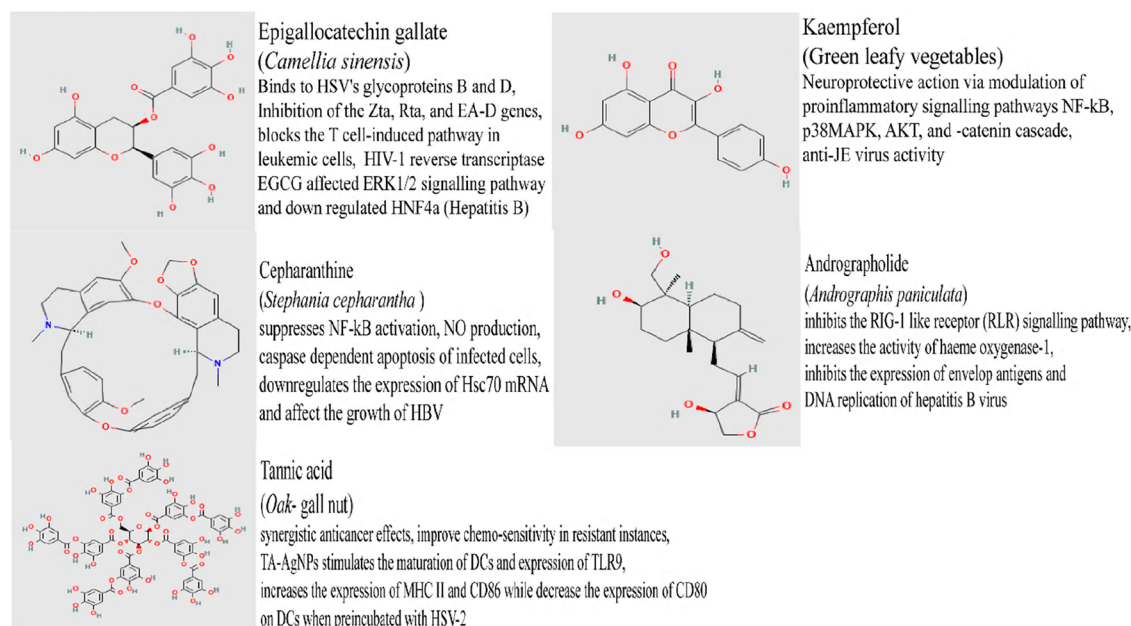 Epigallocatechin gallate
(Camellia sinensis)
Binds to HSV's glycoproteins B and D,
Inhibition of the Zta, Rta, and EA-D genes,
blocks the T cell-induced pathway in
leukemic cells, HIV-1 reverse transcriptase
EGCG affected ERK1/2 signalling pathway
and down regulated HNF4a (Hepatitis B)
Kaempferol
(Green leafy vegetables)
Neuroprotective action via modulation of
proinflammatory signalling pathways NF-kB,
p38MAPK, AKT, and -catenin cascade,
anti-JE virus activity
Cepharanthine
(Stephania cepharantha )
suppresses NF-kB activation, NO production,
caspase dependent apoptosis of infected cells,
downregulates the expression of Hsc70 mRNA
and affect the growth of HBV
Andrographolide
(Andrographis paniculata)
inhibits the RIG-1 like receptor (RLR) signalling pathway,
increases the activity of haeme oxygenase-1,
inhibits the expression of envelop antigens and
DNA replication of hepatitis B virus
Tannic acid
(Oak- gall nut)
synergistic anticancer effects, improve chemo-sensitivity in resistant instances,
TA-AgNPs stimulates the maturation of DCs and expression of TLR9,
increases the expression of MHC II and CD86 while decrease the expression of CD80
on DCs when preincubated with HSV-2